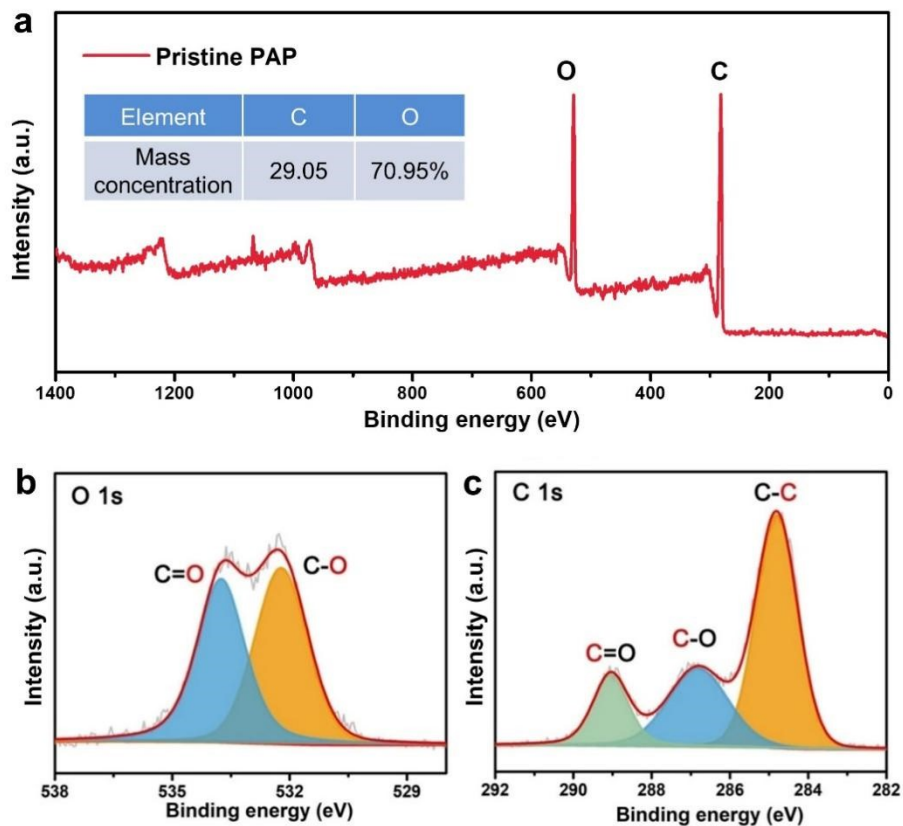 a
Pristine PAP
O
C
Element C O
Mass concentration 29.05 70.95%
Intensity (a.u.)
1400 1200 1000 800 600 400 200 0
Binding energy (eV)
b
O 1s
C=O
C-O
Intensity (a.u.)
538 535 532 529
Binding energy (eV)
c
C 1s
C-C
C-O
C=O
Intensity (a.u.)
292 290 288 286 284 282
Binding energy (eV)